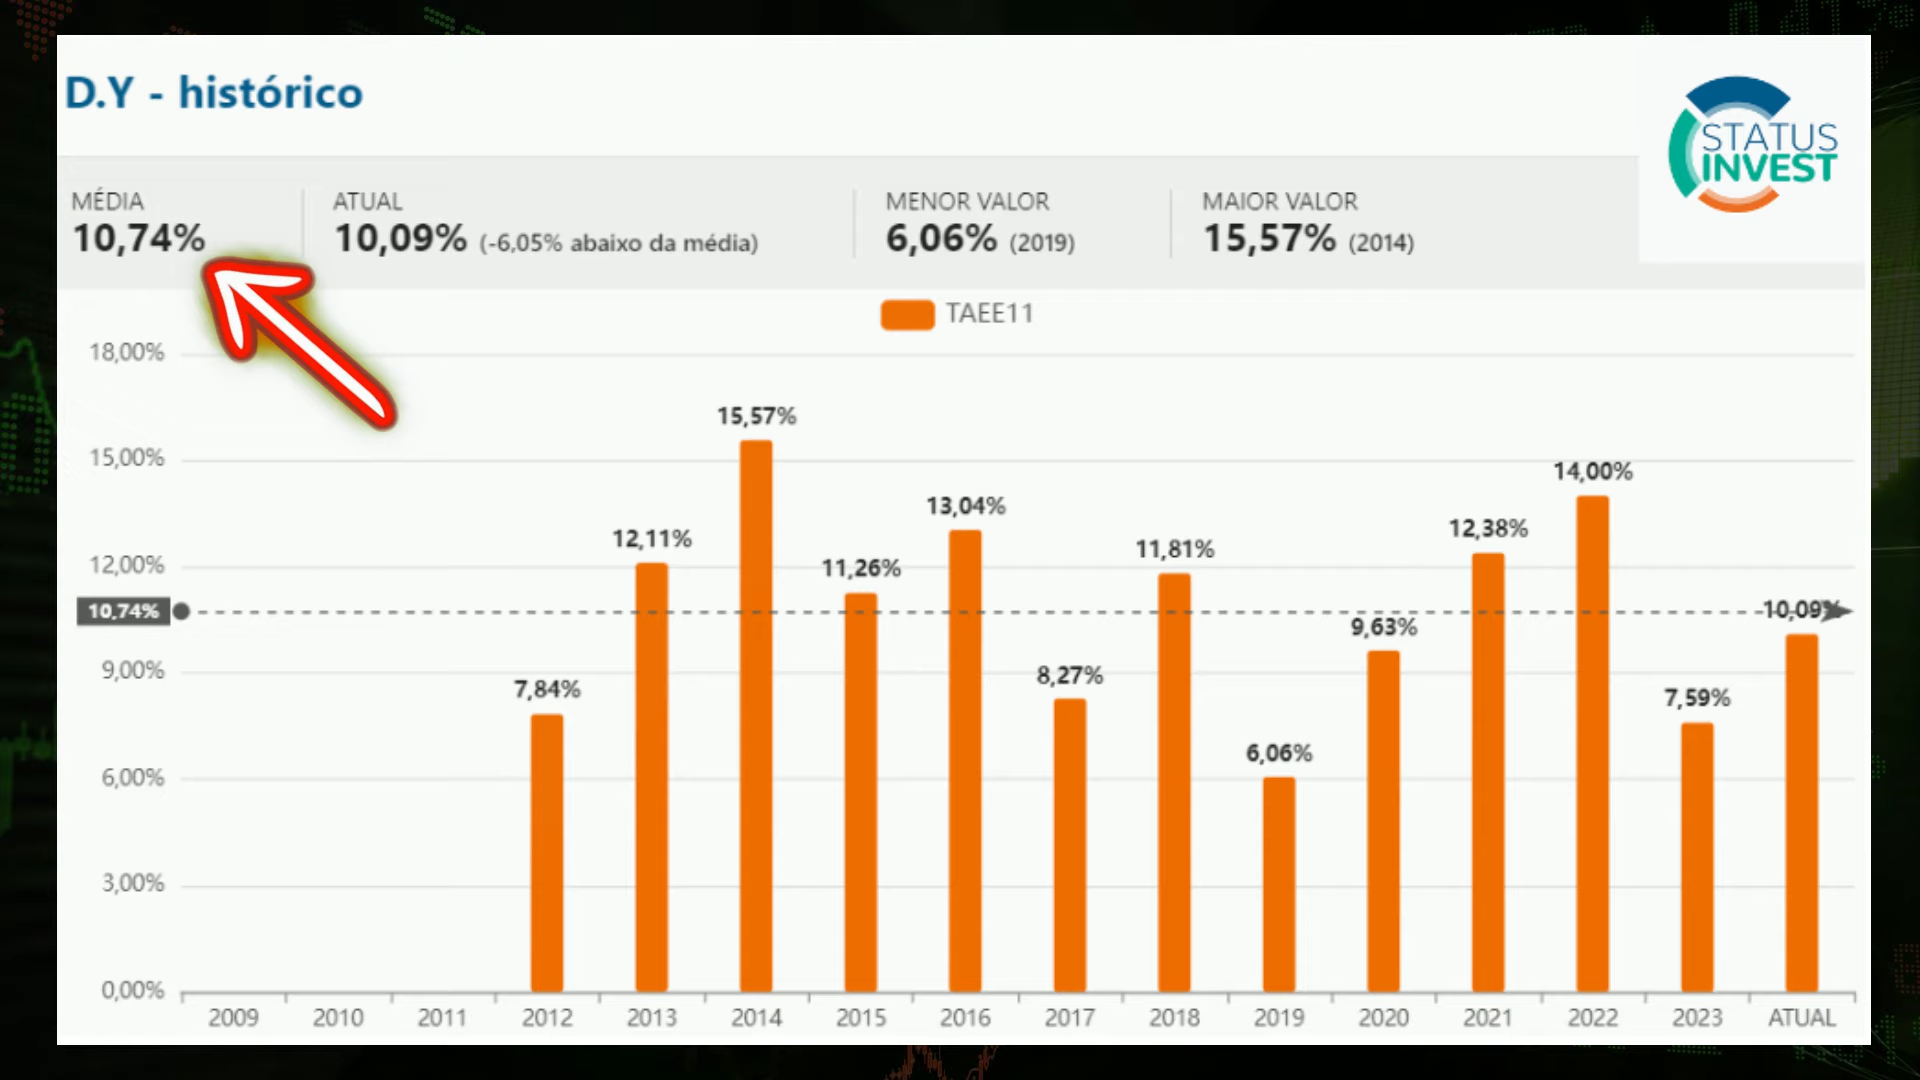 D.Y - histórico
STATUS
INVEST
MÉDIA
10,74%
ATUAL
10,09% (-6,05% abaixo da média)
MENOR VALOR
6,06% (2019)
MAIOR VALOR
15,57% (2014)
TAEE11
18,00%
15,00%
12,00%
10,74%
9,00%
6,00%
3,00%
0,00%
7,84%
12,11%
15,57%
11,26%
13,04%
8,27%
11,81%
6,06%
9,63%
12,38%
14,00%
7,59%
10,09%
2009 2010 2011 2012 2013 2014 2015 2016 2017 2018 2019 2020 2021 2022 2023 ATUAL